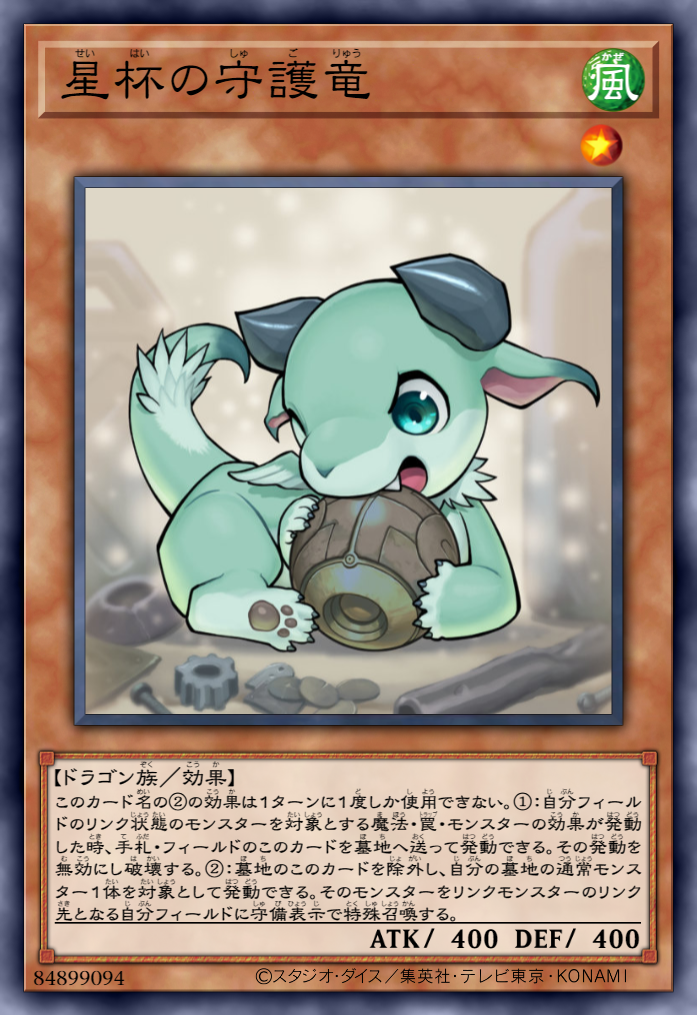 星杯の守護竜
風
【ドラゴン族／効果】
このカード名の②の効果は1ターンに1度しか使用できない。①：自分フィール
ドのリンク状態のモンスターを対象とする魔法・罠・モンスターの効果が発動
した時、手札・フィールドのこのカードを墓地へ送って発動できる。その発動を
無効にし破壊する。②：墓地のこのカードを除外し、自分の墓地の通常モンス
ター1体を対象として発動できる。そのモンスターをリンクモンスターのリンク
先となる自分フィールドに守備表示で特殊召喚する。
ATK/ 400 DEF/ 400
84899094 ©スタジオ・ダイス／集英社・テレビ東京・KONAMI